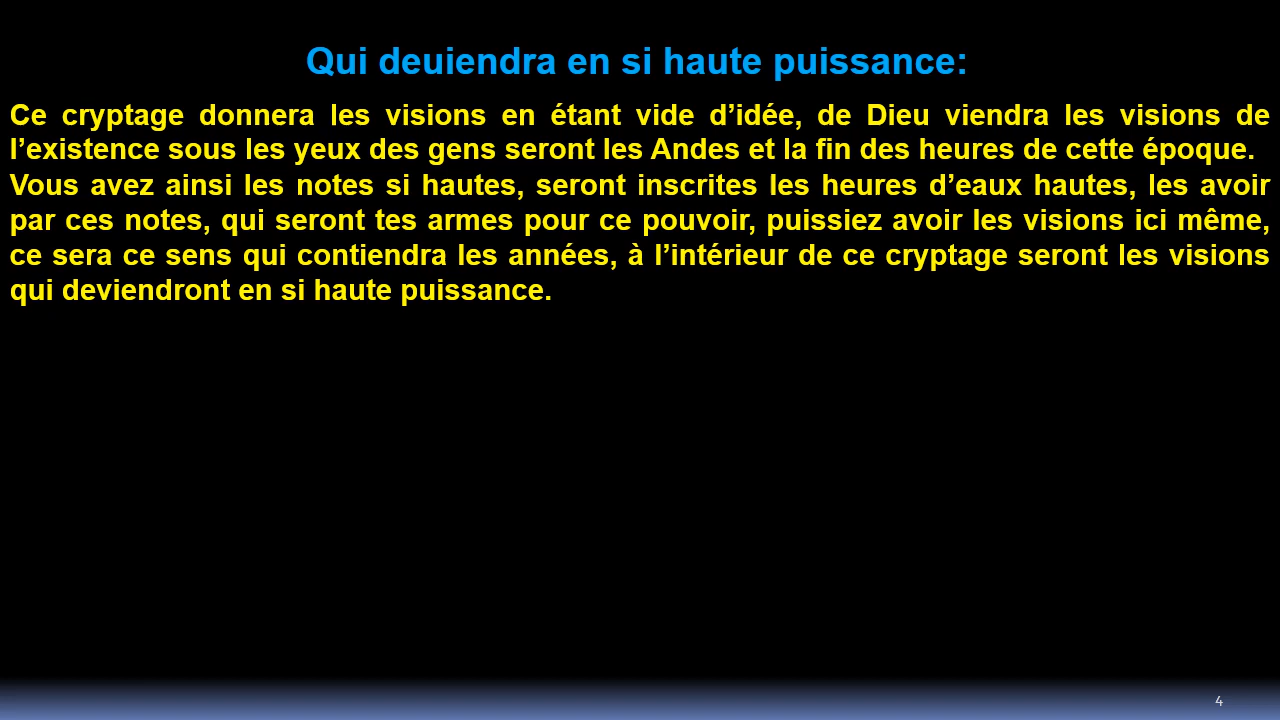 Qui deuiendra en si haute puissance:
Ce cryptage donnera les visions en étant vide d’idée, de Dieu viendra les visions de
l’existence sous les yeux des gens seront les Andes et la fin des heures de cette époque.
Vous avez ainsi les notes si hautes, seront inscrites les heures d’eaux hautes, les avoir
par ces notes, qui seront tes armes pour ce pouvoir, puissiez avoir les visions ici même,
ce sera ce sens qui contiendra les années, à l’intérieur de ce cryptage seront les visions
qui deviendront en si haute puissance.
4